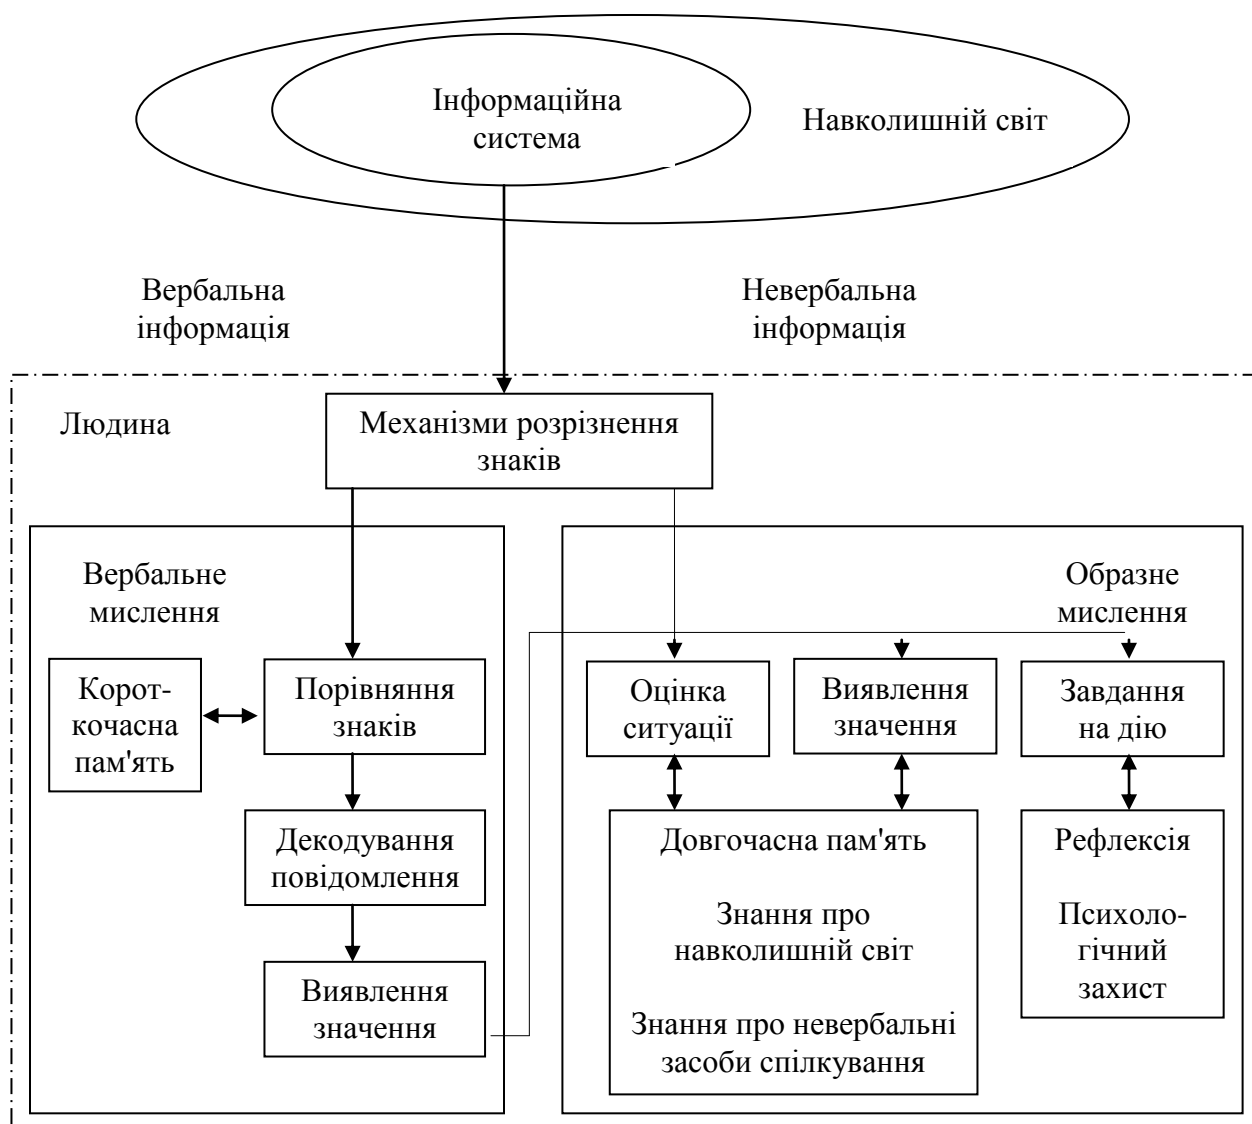 Інформаційна
система
Навколишній світ
Вербальна
інформація
Невербальна
інформація
Людина
Механізми розрізнення
знаків
Вербальне
мислення
Образне
мислення
Корот-
кочасна
пам'ять
Порівняння
знаків
Оцінка
ситуації
Виявлення
значення
Завдання
на дію
Декодування
повідомлення
Виявлення
значення
Довгочасна пам'ять
Знання про
навколишній світ
Знання про невербальні
засоби спілкування
Рефлексія
Психоло-
гічний
захист